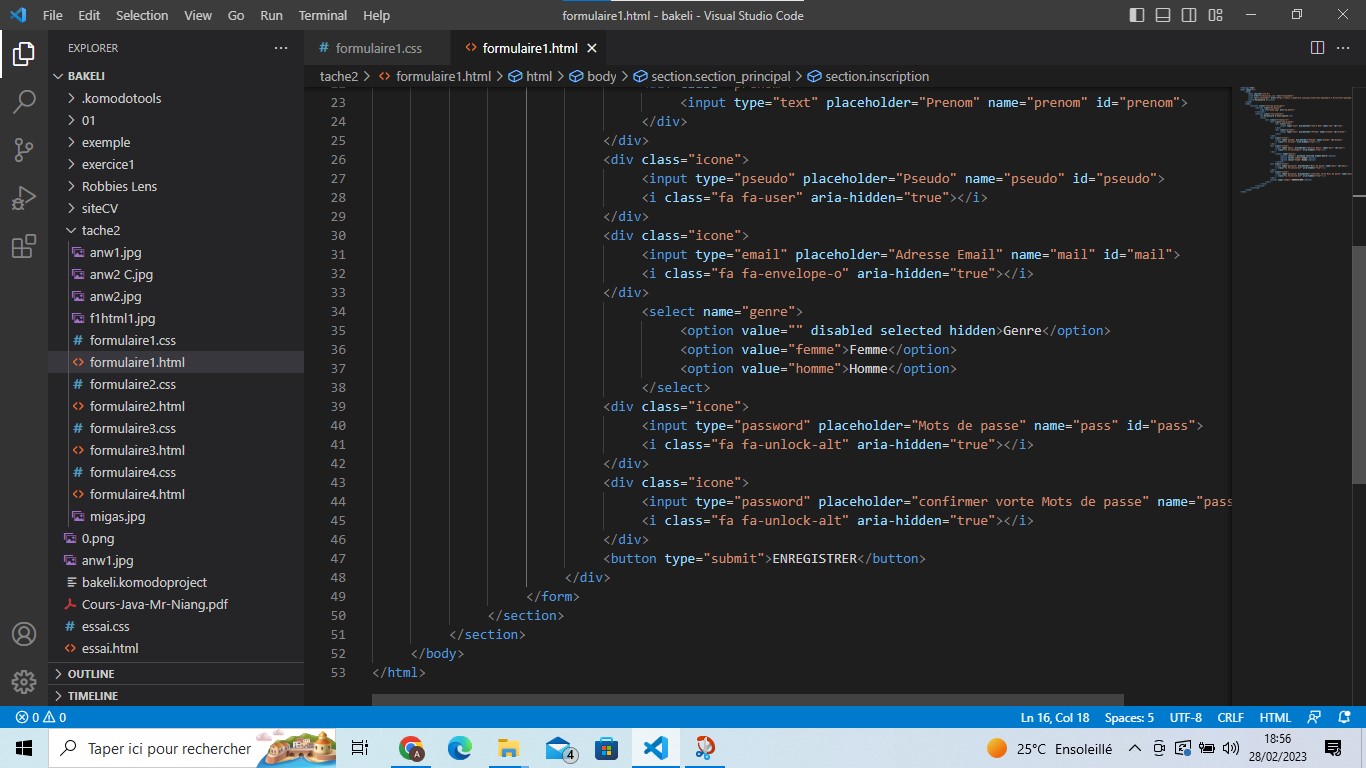 File Edit Selection View Go Run Terminal Help
formulaire1.html - bakeli - Visual Studio Code
EXPLORER
BAKELI
.komodotools
01
exemple
exercice1
Robbies Lens
siteCV
tache2
anw1.jpg
anw2 C.jpg
anw2.jpg
f1html1.jpg
formulaire1.css
formulaire1.html
formulaire2.css
formulaire2.html
formulaire3.css
formulaire3.html
formulaire4.css
formulaire4.html
migas.jpg
0.png
anw1.jpg
bakeli.komodoproject
Cours-Java-Mr-Niang.pdf
essai.css
essai.html
OUTLINE
TIMELINE
formulaire1.css formulaire1.html
tache2 > formulaire1.html > html > body > section.section_principal > section.inscription
23 <input type="text" placeholder="Prenom" name="prenom" id="prenom">
24 </div>
25 </div>
26 <div class="icone">
27 <input type="pseudo" placeholder="Pseudo" name="pseudo" id="pseudo">
28 <i class="fa fa-user" aria-hidden="true"></i>
29 </div>
30 <div class="icone">
31 <input type="email" placeholder="Adresse Email" name="mail" id="mail">
32 <i class="fa fa-envelope-o" aria-hidden="true"></i>
33 </div>
34 <select name="genre">
35 <option value="" disabled selected hidden>Genre</option>
36 <option value="femme">Femme</option>
37 <option value="homme">Homme</option>
38 </select>
39 <div class="icone">
40 <input type="password" placeholder="Mots de passe" name="pass" id="pass">
41 <i class="fa fa-unlock-alt" aria-hidden="true"></i>
42 </div>
43 <div class="icone">
44 <input type="password" placeholder="confirmer vorte Mots de passe" name="pass
45 <i class="fa fa-unlock-alt" aria-hidden="true"></i>
46 </div>
47 <button type="submit">ENREGISTRER</button>
48 </div>
49 </form>
50 </section>
51 </section>
52 </body>
53 </html>
0 0
Ln 16, Col 18 Spaces: 5 UTF-8 CRLF HTML
Taper ici pour rechercher
4
25°C Ensoleillé
18:56
28/02/2023